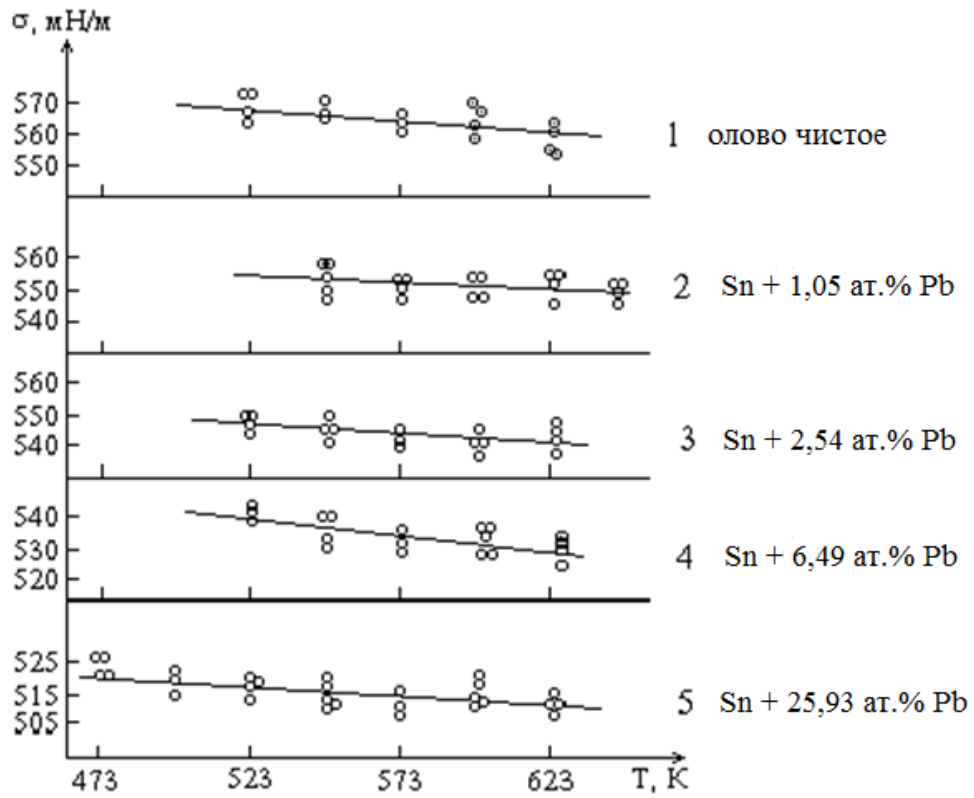 σ, мН/м
570
560
550
1 олово чистое
560
550
540
2 Sn + 1,05 ат.% Pb
560
550
540
3 Sn + 2,54 ат.% Pb
540
530
520
4 Sn + 6,49 ат.% Pb
525
515
505
5 Sn + 25,93 ат.% Pb
473 523 573 623 T, K